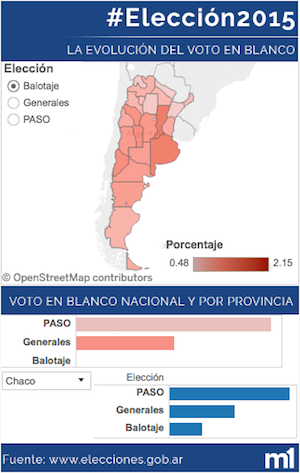 #Elección2015
LA EVOLUCIÓN DEL VOTO EN BLANCO
Elección
Balotaje
Generales
PASO
Porcentaje
0.48 2.15
© OpenStreetMap contributors
VOTO EN BLANCO NACIONAL Y POR PROVINCIA
PASO
Generales
Balotaje
Chaco
Elección
PASO
Generales
Balotaje
Fuente: www.elecciones.gob.ar
m1